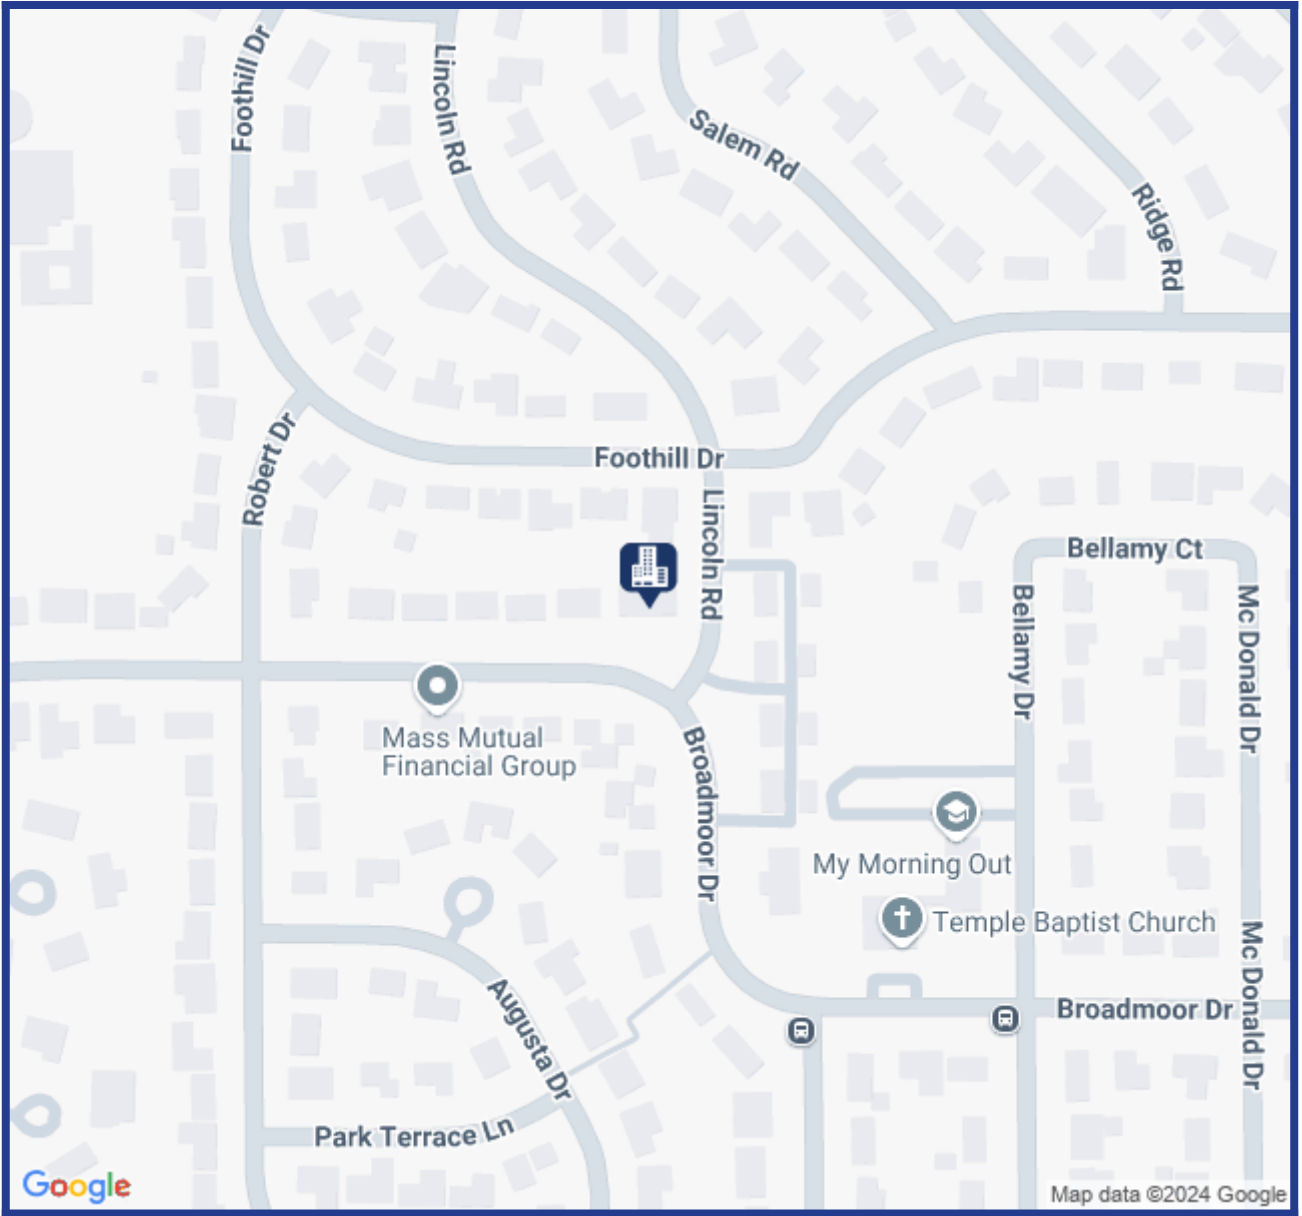 Foothill Dr
Lincoln Rd
Salem Rd
Ridge Rd
Robert Dr
Foothill Dr
Lincoln Rd
Bellamy Ct
Bellamy Dr
Mc Donald Dr
Mass Mutual
Financial Group
Broadmoor Dr
My Morning Out
Temple Baptist Church
Augusta Dr
Broadmoor Dr
Mc Donald Dr
Park Terrace Ln
Google
Map data ©2024 Google